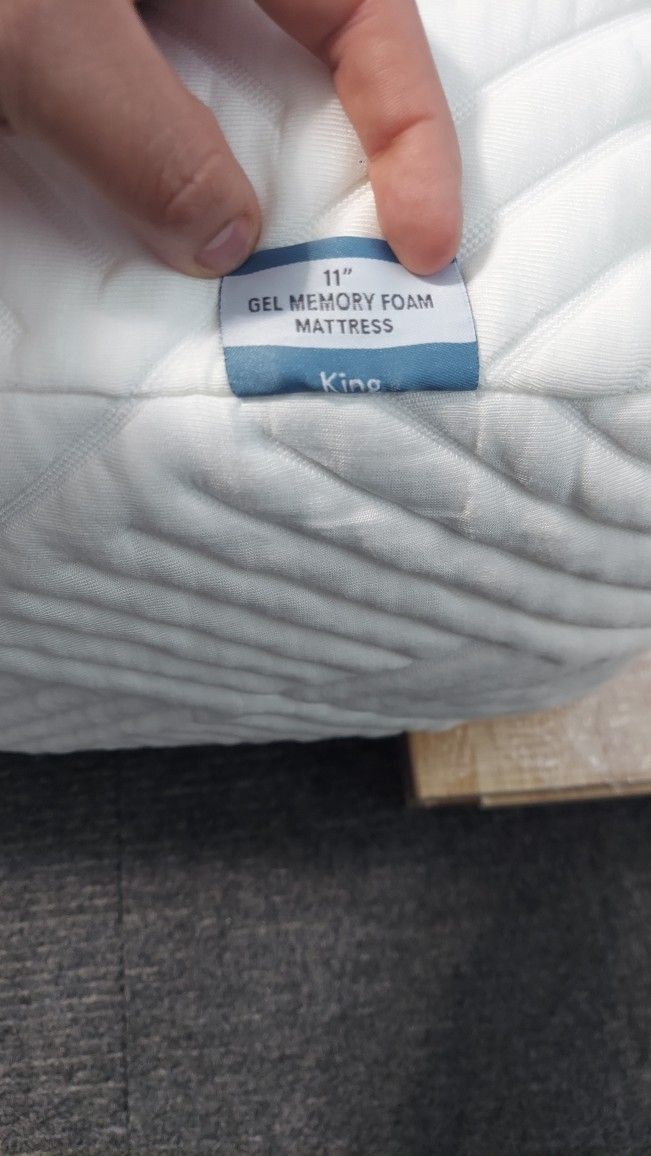 11"
GEL MEMORY FOAM
MATTRESS
King